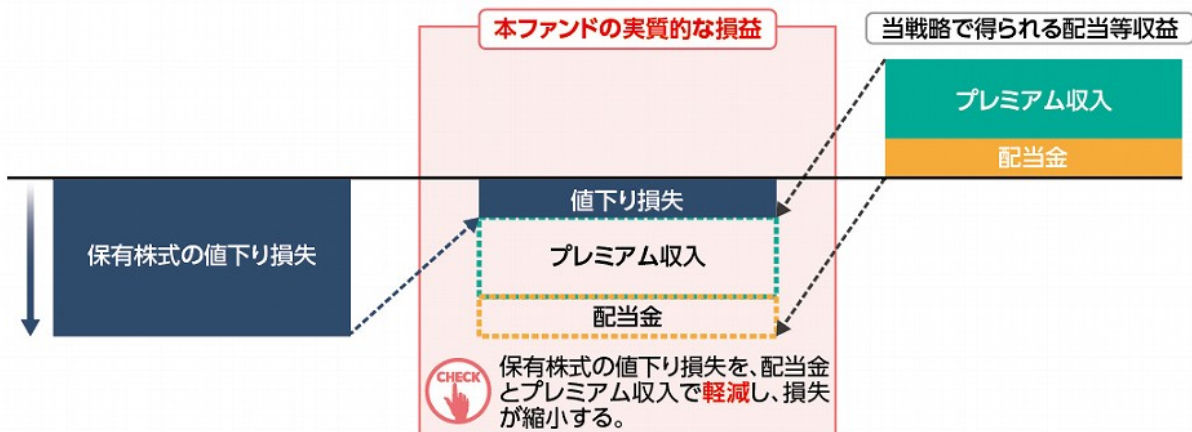 本ファンドの実質的な損益
当戦略で得られる配当等収益
プレミアム収入
配当金
保有株式の値下り損失
値下り損失
プレミアム収入
配当金
CHECK
保有株式の値下り損失を、配当金
とプレミアム収入で軽減し、損失
が縮小する。